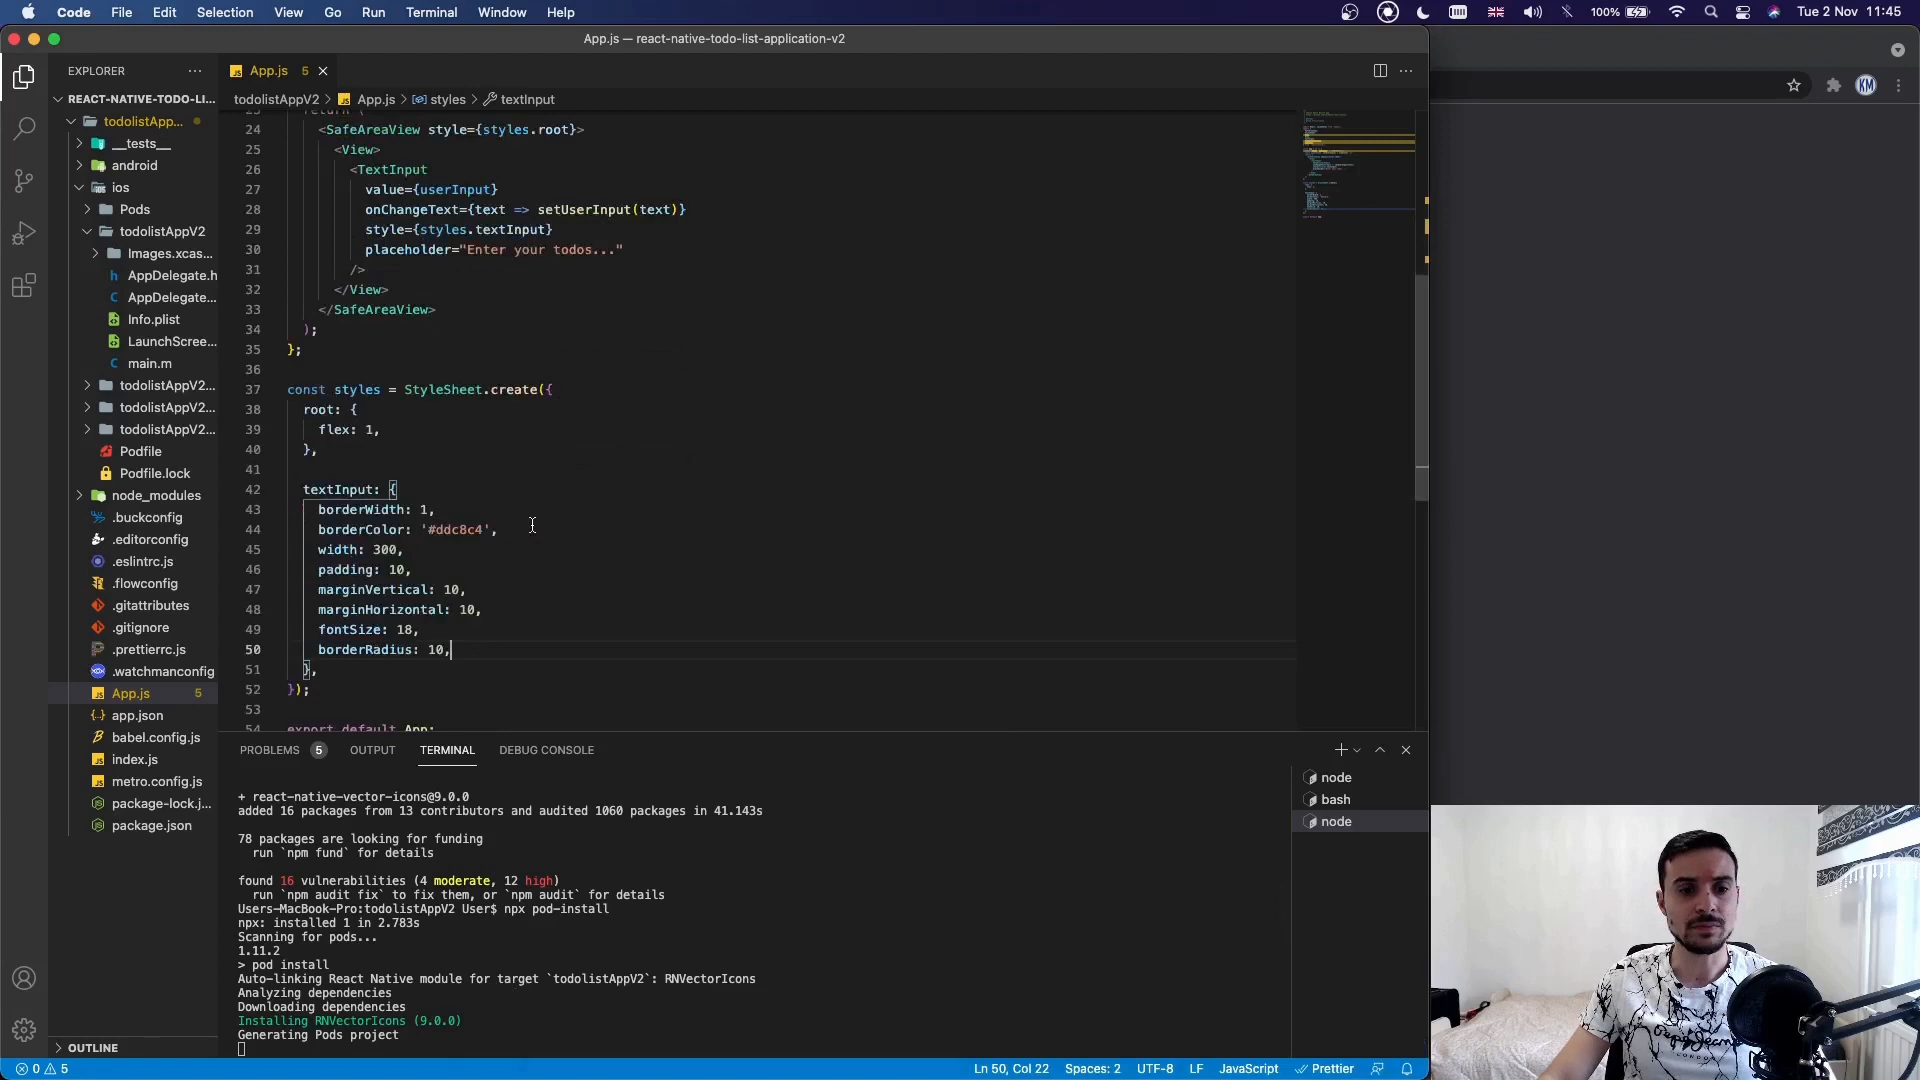 Code File Edit Selection View Go Run Terminal Window Help
100% Tue 2 Nov 11:45
App.js — react-native-todo-list-application-v2
EXPLORER
App.js 5
REACT-NATIVE-TODO-LI...
todolistAppV2 > App.js > styles > textInput
todolistApp...
__tests__
android
ios
Pods
todolistAppV2
Images.xcas...
AppDelegate.h
AppDelegate...
Info.plist
LaunchScree...
main.m
todolistAppV2...
todolistAppV2...
todolistAppV2...
Podfile
Podfile.lock
node_modules
.buckconfig
.editorconfig
.eslintrc.js
.flowconfig
.gitattributes
.gitignore
.prettierrc.js
.watchmanconfig
App.js 5
app.json
babel.config.js
index.js
metro.config.js
package-lock.j...
package.json
OUTLINE
23 return (
24 <SafeAreaView style={styles.root}>
25 <View>
26 <TextInput
27 value={userInput}
28 onChangeText={text => setUserInput(text)}
29 style={styles.textInput}
30 placeholder="Enter your todos..."
31 />
32 </View>
33 </SafeAreaView>
34 );
35 };
36
37 const styles = StyleSheet.create({
38 root: {
39 flex: 1,
40 },
41
42 textInput: {
43 borderWidth: 1,
44 borderColor: '#ddc8c4',
45 width: 300,
46 padding: 10,
47 marginVertical: 10,
48 marginHorizontal: 10,
49 fontSize: 18,
50 borderRadius: 10,
51 },
52 });
53
54 export default App;
PROBLEMS 5 OUTPUT TERMINAL DEBUG CONSOLE
+ react-native-vector-icons@9.0.0
added 16 packages from 13 contributors and audited 1060 packages in 41.143s
78 packages are looking for funding
run `npm fund` for details
found 16 vulnerabilities (4 moderate, 12 high)
run `npm audit fix` to fix them, or `npm audit` for details
Users-MacBook-Pro:todolistAppV2 User$ npx pod-install
npx: installed 1 in 2.783s
Scanning for pods...
1.11.2
> pod install
Auto-linking React Native module for target `todolistAppV2`: RNVectorIcons
Analyzing dependencies
Downloading dependencies
Installing RNVectorIcons (9.0.0)
Generating Pods project
node
bash
node
KM
0 5
Ln 50, Col 22 Spaces: 2 UTF-8 LF JavaScript Prettier
Pepe Jeans
LONDON